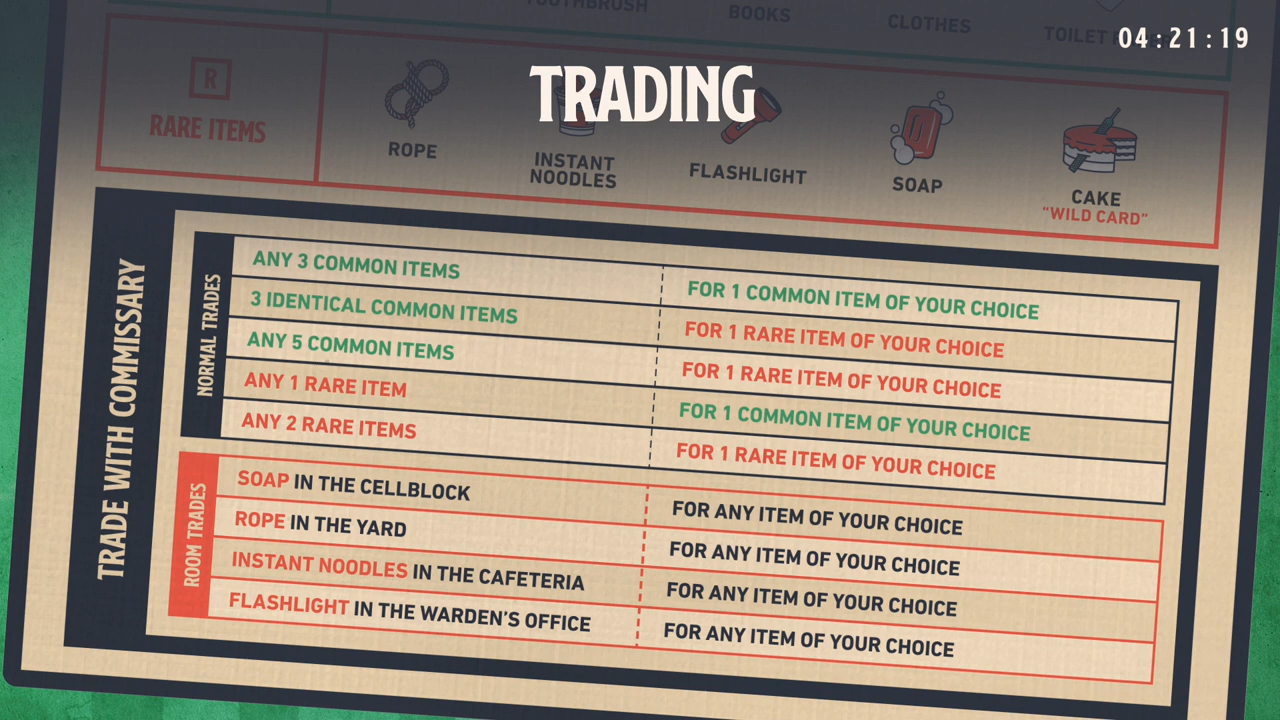 TOOTHBRUSH
BOOKS
CLOTHES
TOILET
04:21:19
TRADING
R
RARE ITEMS
ROPE
INSTANT
NOODLES
FLASHLIGHT
SOAP
CAKE
"WILD CARD"
TRADE WITH COMMISSARY
NORMAL TRADES
ANY 3 COMMON ITEMS FOR 1 COMMON ITEM OF YOUR CHOICE
3 IDENTICAL COMMON ITEMS FOR 1 RARE ITEM OF YOUR CHOICE
ANY 5 COMMON ITEMS FOR 1 RARE ITEM OF YOUR CHOICE
ANY 1 RARE ITEM FOR 1 COMMON ITEM OF YOUR CHOICE
ANY 2 RARE ITEMS FOR 1 RARE ITEM OF YOUR CHOICE
ROOM TRADES
SOAP IN THE CELLBLOCK FOR ANY ITEM OF YOUR CHOICE
ROPE IN THE YARD FOR ANY ITEM OF YOUR CHOICE
INSTANT NOODLES IN THE CAFETERIA FOR ANY ITEM OF YOUR CHOICE
FLASHLIGHT IN THE WARDEN'S OFFICE FOR ANY ITEM OF YOUR CHOICE